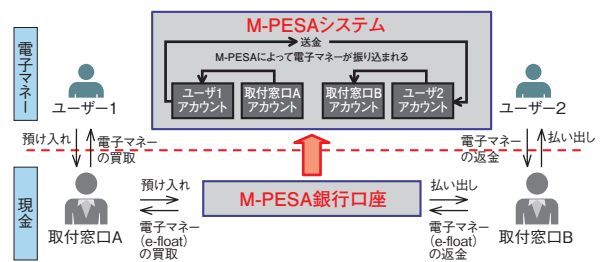 電子マネー
M-PESAシステム
送金
M-PESAによって電子マネーが振り込まれる
ユーザ1
アカウント
取付窓口A
アカウント
取付窓口B
アカウント
ユーザ2
アカウント
ユーザー1
ユーザー2
預け入れ
電子マネー
の買取
電子マネー
の返金
払い出し
現金
取付窓口A
預け入れ
電子マネー
(e-float)
の買取
M-PESA銀行口座
払い出し
電子マネー
(e-float)
の返金
取付窓口B